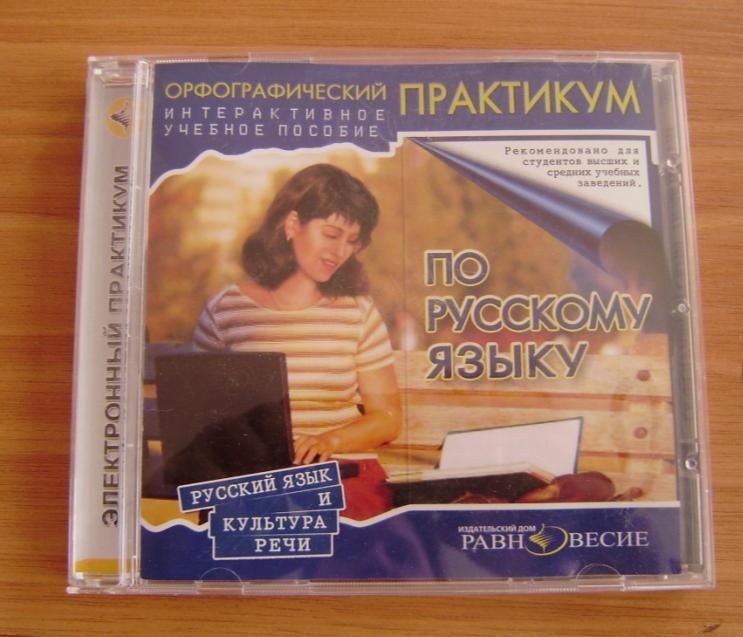 ЭЛЕКТРОННЫЙ ПРАКТИКУМ
ОРФОГРАФИЧЕСКИЙ ПРАКТИКУМ
ИНТЕРАКТИВНОЕ
УЧЕБНОЕ ПОСОБИЕ
Рекомендовано для
студентов высших и
средних учебных
заведений.
ПО
РУССКОМУ
ЯЗЫКУ
РУССКИЙ ЯЗЫК
И
КУЛЬТУРА
РЕЧИ
ИЗДАТЕЛЬСКИЙ ДОМ
РАВНОВЕСИЕ